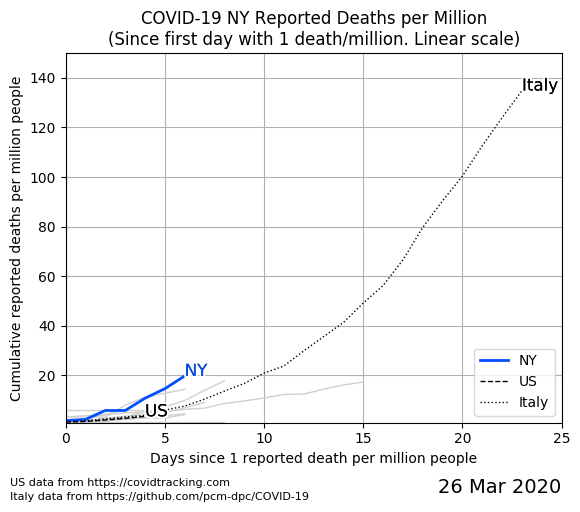 COVID-19 NY Reported Deaths per Million
(Since first day with 1 death/million. Linear scale)
Cumulative reported deaths per million people
140
120
100
80
60
40
20
Italy
NY
US
NY
US
Italy
0
5
10
15
20
25
Days since 1 reported death per million people
US data from https://covidtracking.com
Italy data from https://github.com/pcm-dpc/COVID-19
26 Mar 2020